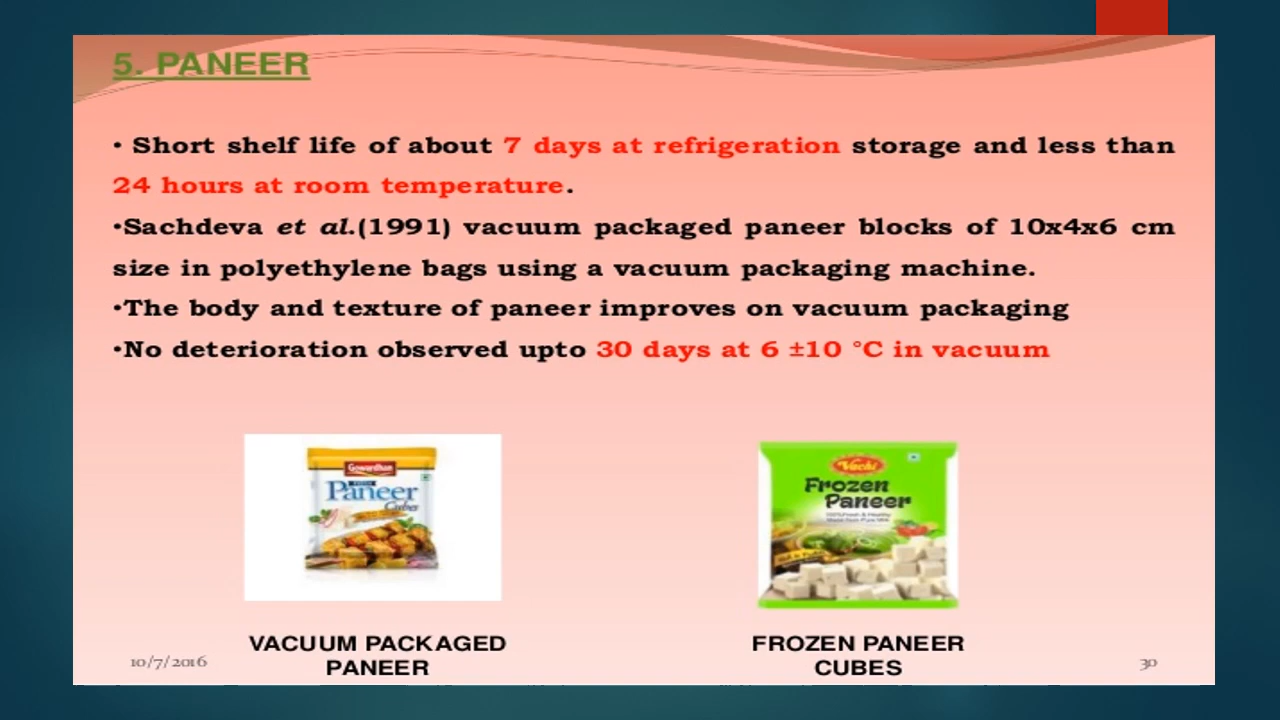 5. PANEER
• Short shelf life of about 7 days at refrigeration storage and less than
24 hours at room temperature.
•Sachdeva et al.(1991) vacuum packaged paneer blocks of 10x4x6 cm
size in polyethylene bags using a vacuum packaging machine.
•The body and texture of paneer improves on vacuum packaging
•No deterioration observed upto 30 days at 6 ±10 °C in vacuum
Gowardhan
FRESH
Paneer
Cubes
Vachi
Frozen
Paneer
VACUUM PACKAGED
PANEER
FROZEN PANEER
CUBES
10/7/2016
30